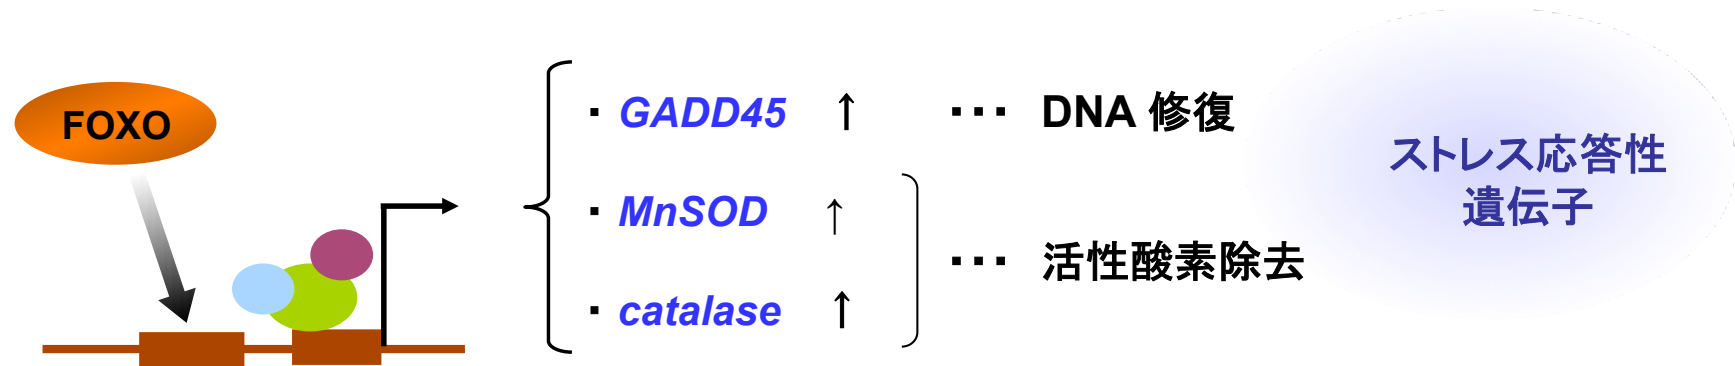 FOXO
・ GADD45 ↑ ・・・ DNA 修復
・ MnSOD ↑
・・・ 活性酸素除去
・ catalase ↑
ストレス応答性
遺伝子